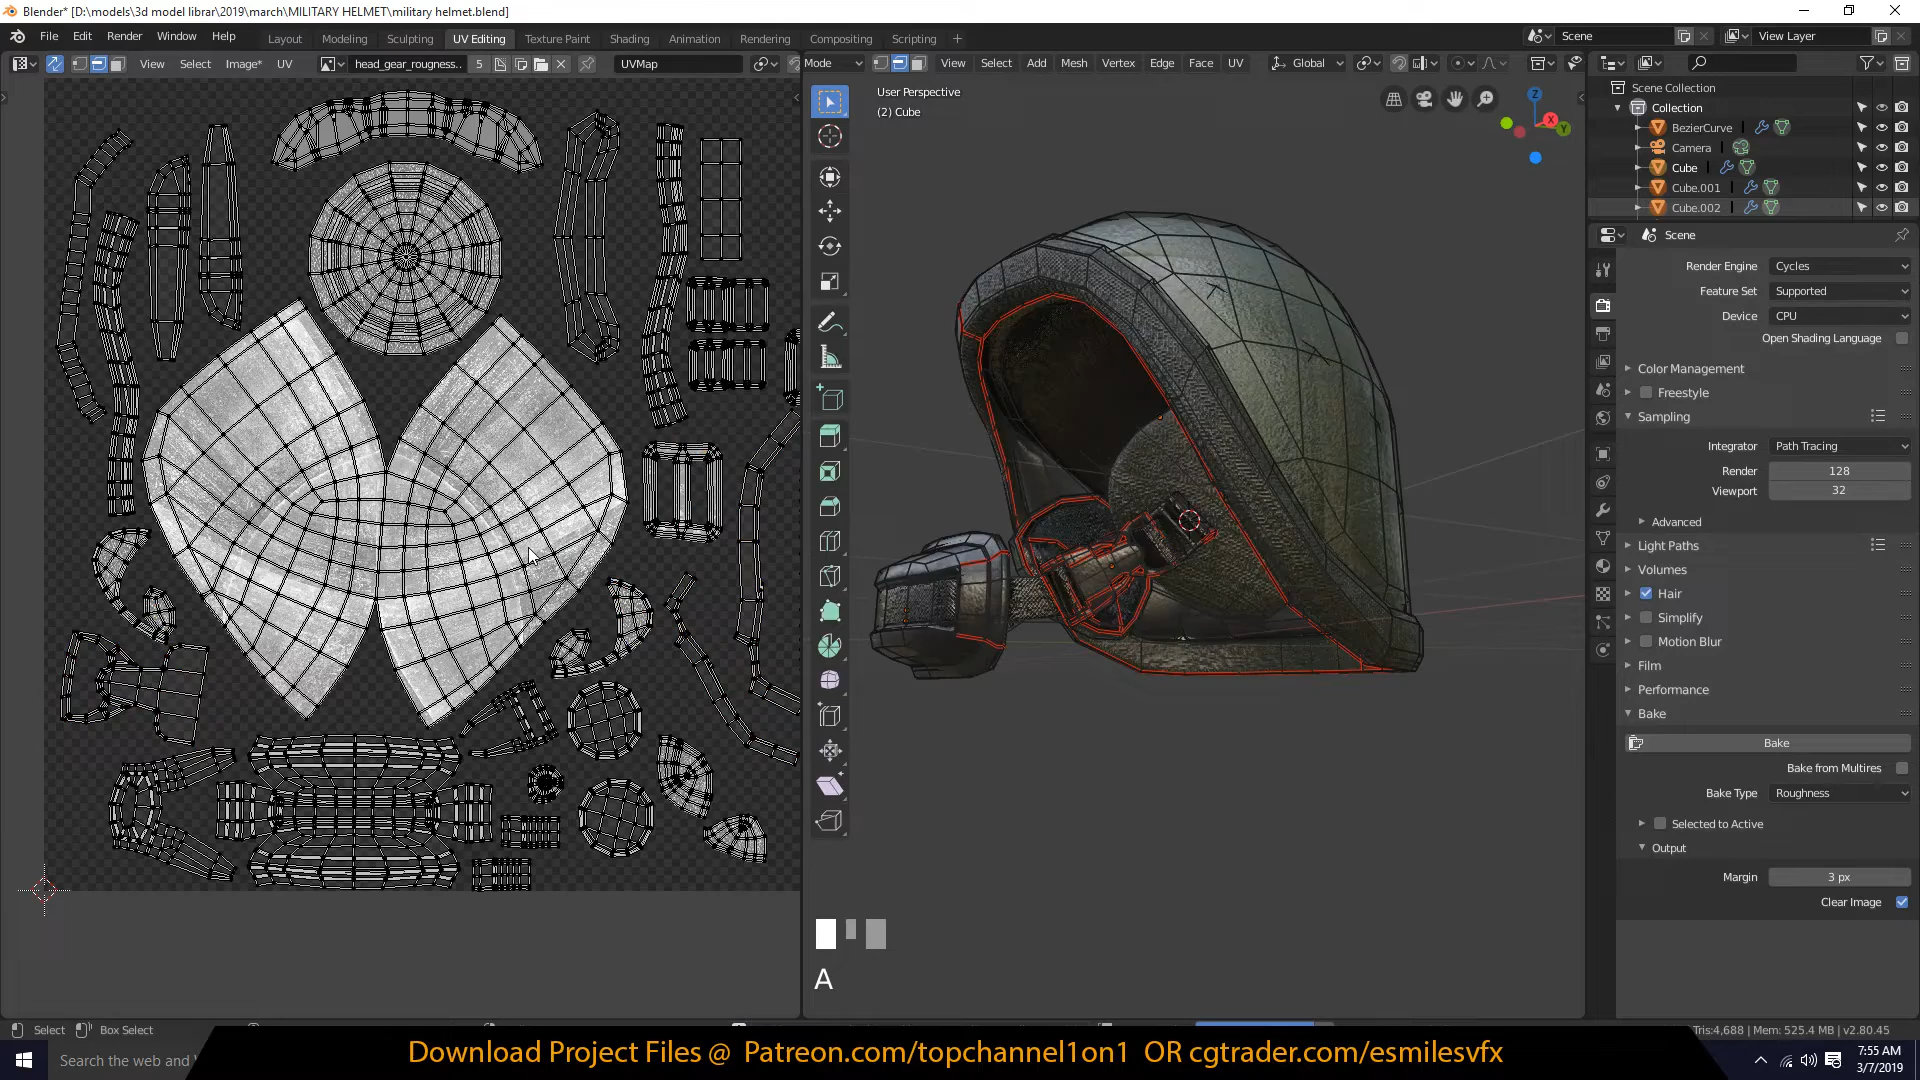 Blender* [D:\models\3d model librar\2019\march\MILITARY HELMET\military helmet.blend]
File Edit Render Window Help Layout Modeling Sculpting UV Editing Texture Paint Shading Animation Rendering Compositing Scripting + Scene View Layer
View Select Image* UV head_gear_rougness.. 5 UVMap
Mode View Select Add Mesh Vertex Edge Face UV Global
User Perspective
(2) Cube
Z
X
Y
A
Scene Collection
Collection
BezierCurve
Camera
Cube
Cube.001
Cube.002
Scene
Render Engine Cycles
Feature Set Supported
Device CPU
Open Shading Language
Color Management
Freestyle
Sampling
Integrator Path Tracing
Render 128
Viewport 32
Advanced
Light Paths
Volumes
Hair
Simplify
Motion Blur
Film
Performance
Bake
Bake
Bake from Multires
Bake Type Roughness
Selected to Active
Output
Margin 3 px
Clear Image
Select Box Select
Tris:4,688 | Mem: 525.4 MB | v2.80.45
Search the web and
Download Project Files @ Patreon.com/topchannel1on1 OR cgtrader.com/esmilesvfx
7:55 AM
3/7/2019